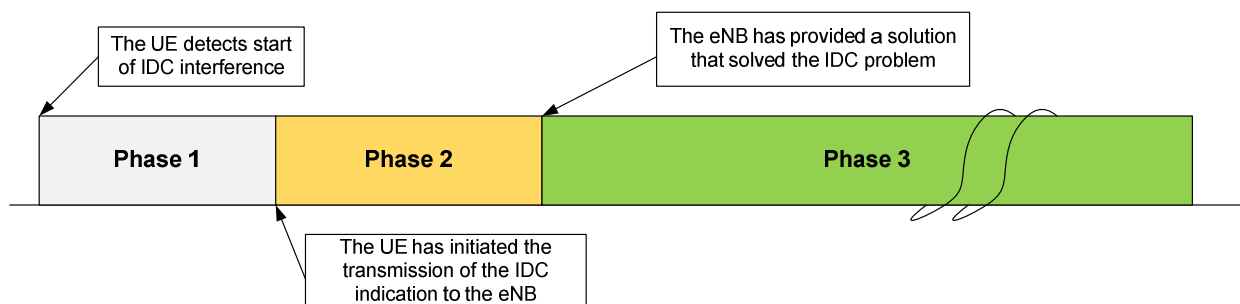 The UE detects start
of IDC interference
The eNB has provided a solution
that solved the IDC problem
Phase 1
Phase 2
Phase 3
The UE has initiated the
transmission of the IDC
indication to the eNB